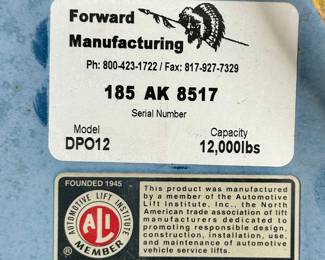 Forward
Manufacturing
Ph: 800-423-1722 / Fax: 817-927-7329
185 AK 8517
Serial Number
Model
Capacity
DPO12
12,000lbs
FOUNDED 1945
AUTOMOTIVE LIFT INSTITUTE
ALI
MEMBER
®
This product was manufactured
by a member of the Automotive
Lift Institute, Inc., the North
American trade association of lift
manufacturers dedicated to
promoting responsible design,
construction, installation, use,
and maintenance of automotive
vehicle service lifts.